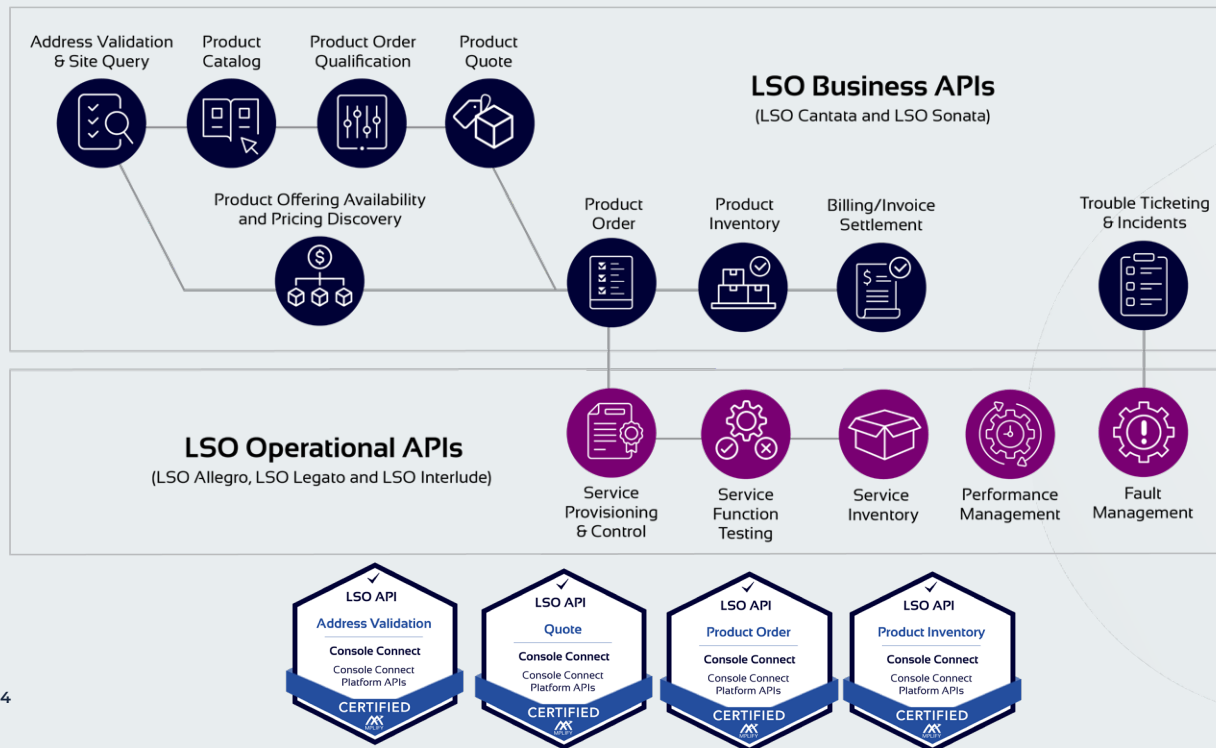 Address Validation
& Site Query
Product
Catalog
Product Order
Qualification
Product
Quote
LSO Business APIs
(LSO Cantata and LSO Sonata)
Product Offering Availability
and Pricing Discovery
$
Product
Order
Product
Inventory
Billing/Invoice
Settlement
$
Trouble Ticketing
& Incidents
LSO Operational APIs
(LSO Allegro, LSO Legato and LSO Interlude)
Service
Provisioning
& Control
Service
Function
Testing
Service
Inventory
Performance
Management
Fault
Management
LSO API
Address Validation
Console Connect
Console Connect
Platform APIs
CERTIFIED
MPLIFY
LSO API
Quote
Console Connect
Console Connect
Platform APIs
CERTIFIED
MPLIFY
LSO API
Product Order
Console Connect
Console Connect
Platform APIs
CERTIFIED
MPLIFY
LSO API
Product Inventory
Console Connect
Console Connect
Platform APIs
CERTIFIED
MPLIFY
4